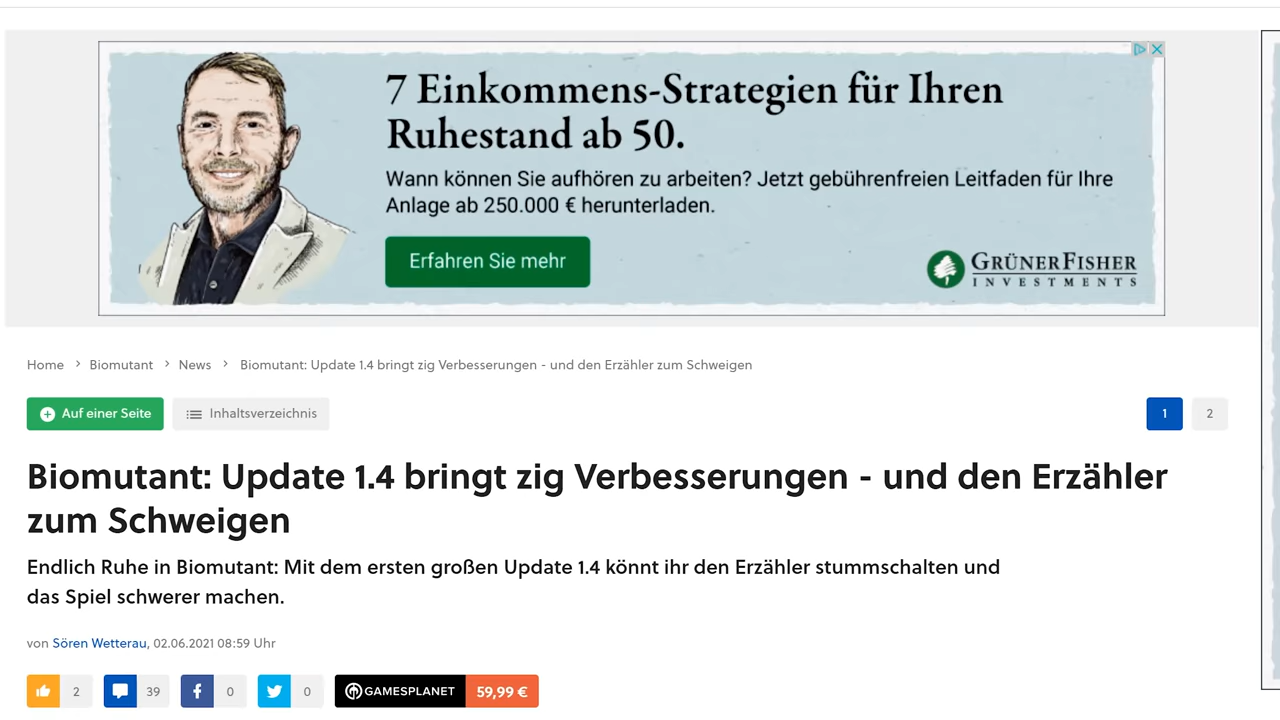 7 Einkommens-Strategien für Ihren
Ruhestand ab 50.
Wann können Sie aufhören zu arbeiten? Jetzt gebührenfreien Leitfaden für Ihre
Anlage ab 250.000 € herunterladen.
Erfahren Sie mehr
GRÜNERFISHER
INVESTMENTS
Home > Biomutant > News > Biomutant: Update 1.4 bringt zig Verbesserungen - und den Erzähler zum Schweigen
Auf einer Seite Inhaltsverzeichnis 1 2
Biomutant: Update 1.4 bringt zig Verbesserungen - und den Erzähler
zum Schweigen
Endlich Ruhe in Biomutant: Mit dem ersten großen Update 1.4 könnt ihr den Erzähler stummschalten und
das Spiel schwerer machen.
von Sören Wetterau, 02.06.2021 08:59 Uhr
2 39 0 0 GAMESPLANET 59,99 €